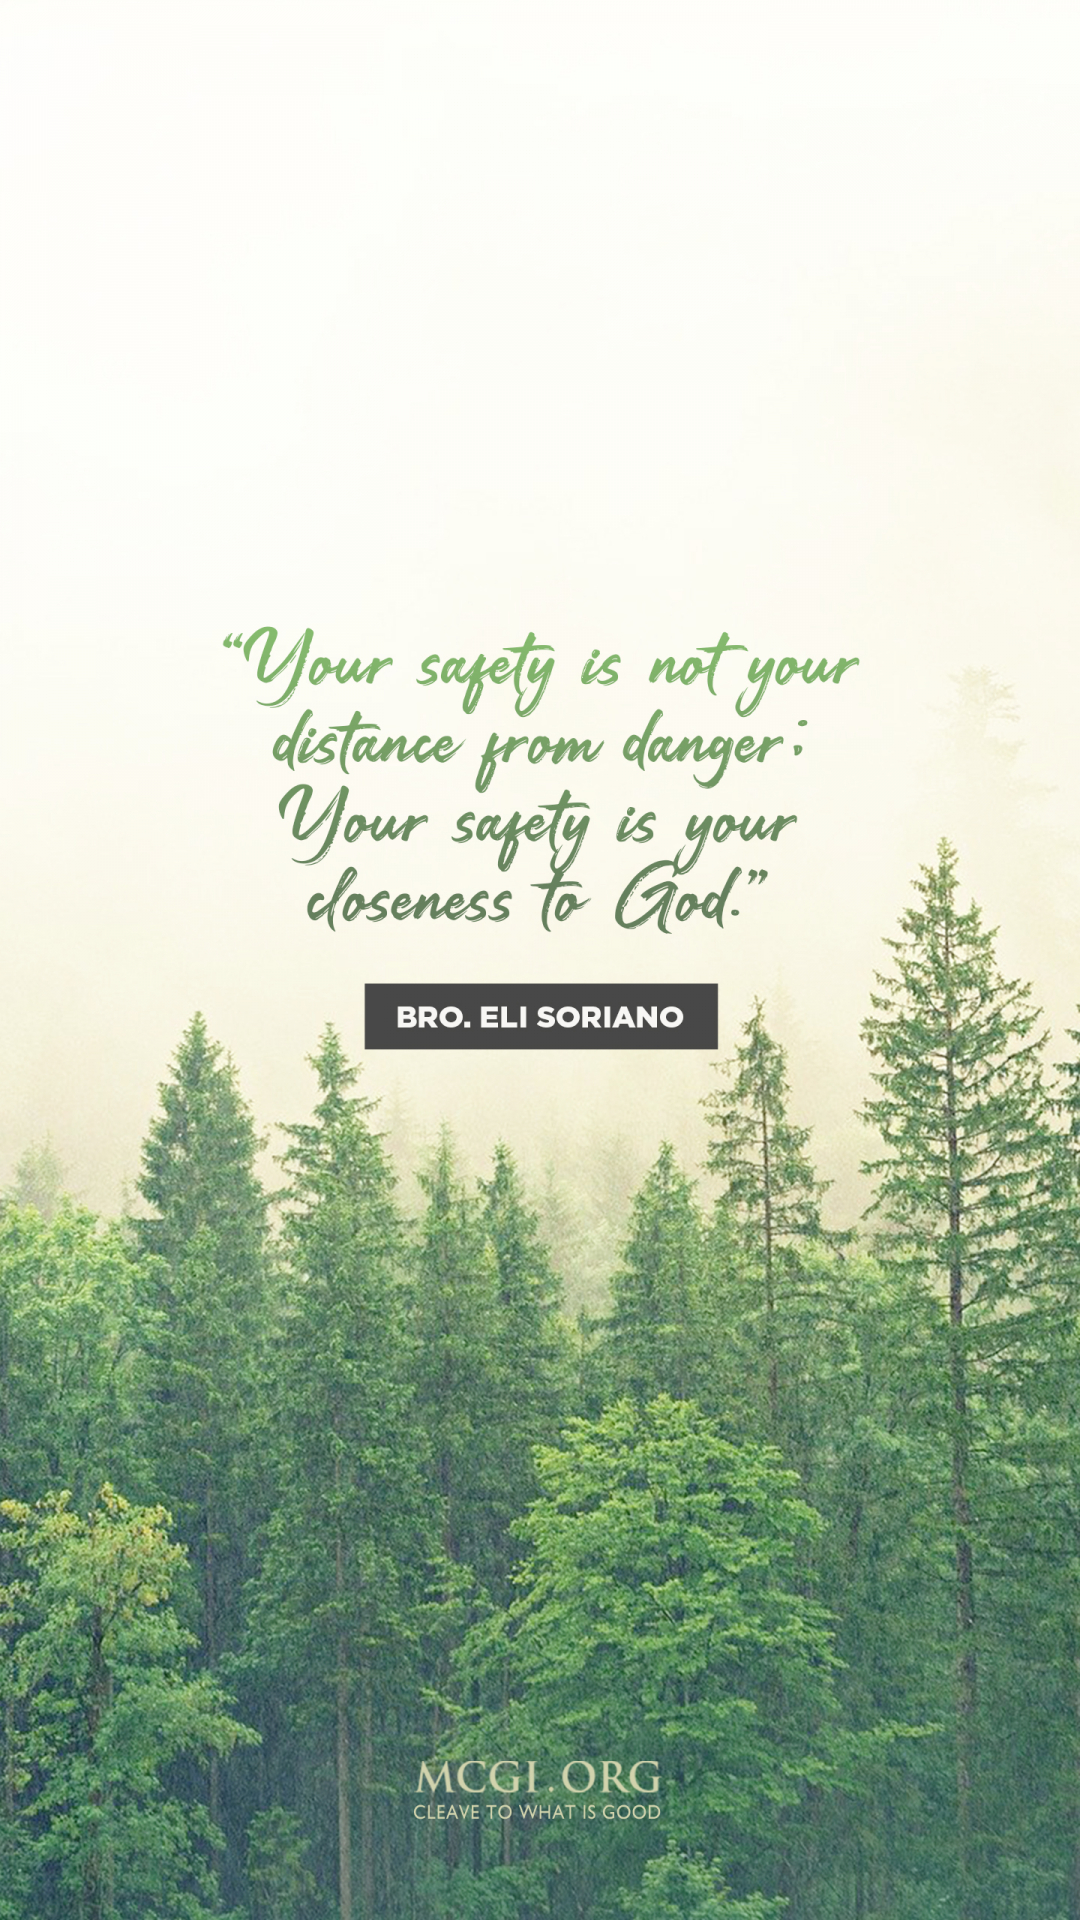 “Your safety is not your
distance from danger;
Your safety is your
closeness to God.”
BRO. ELI SORIANO
MCGI.ORG
CLEAVE TO WHAT IS GOOD